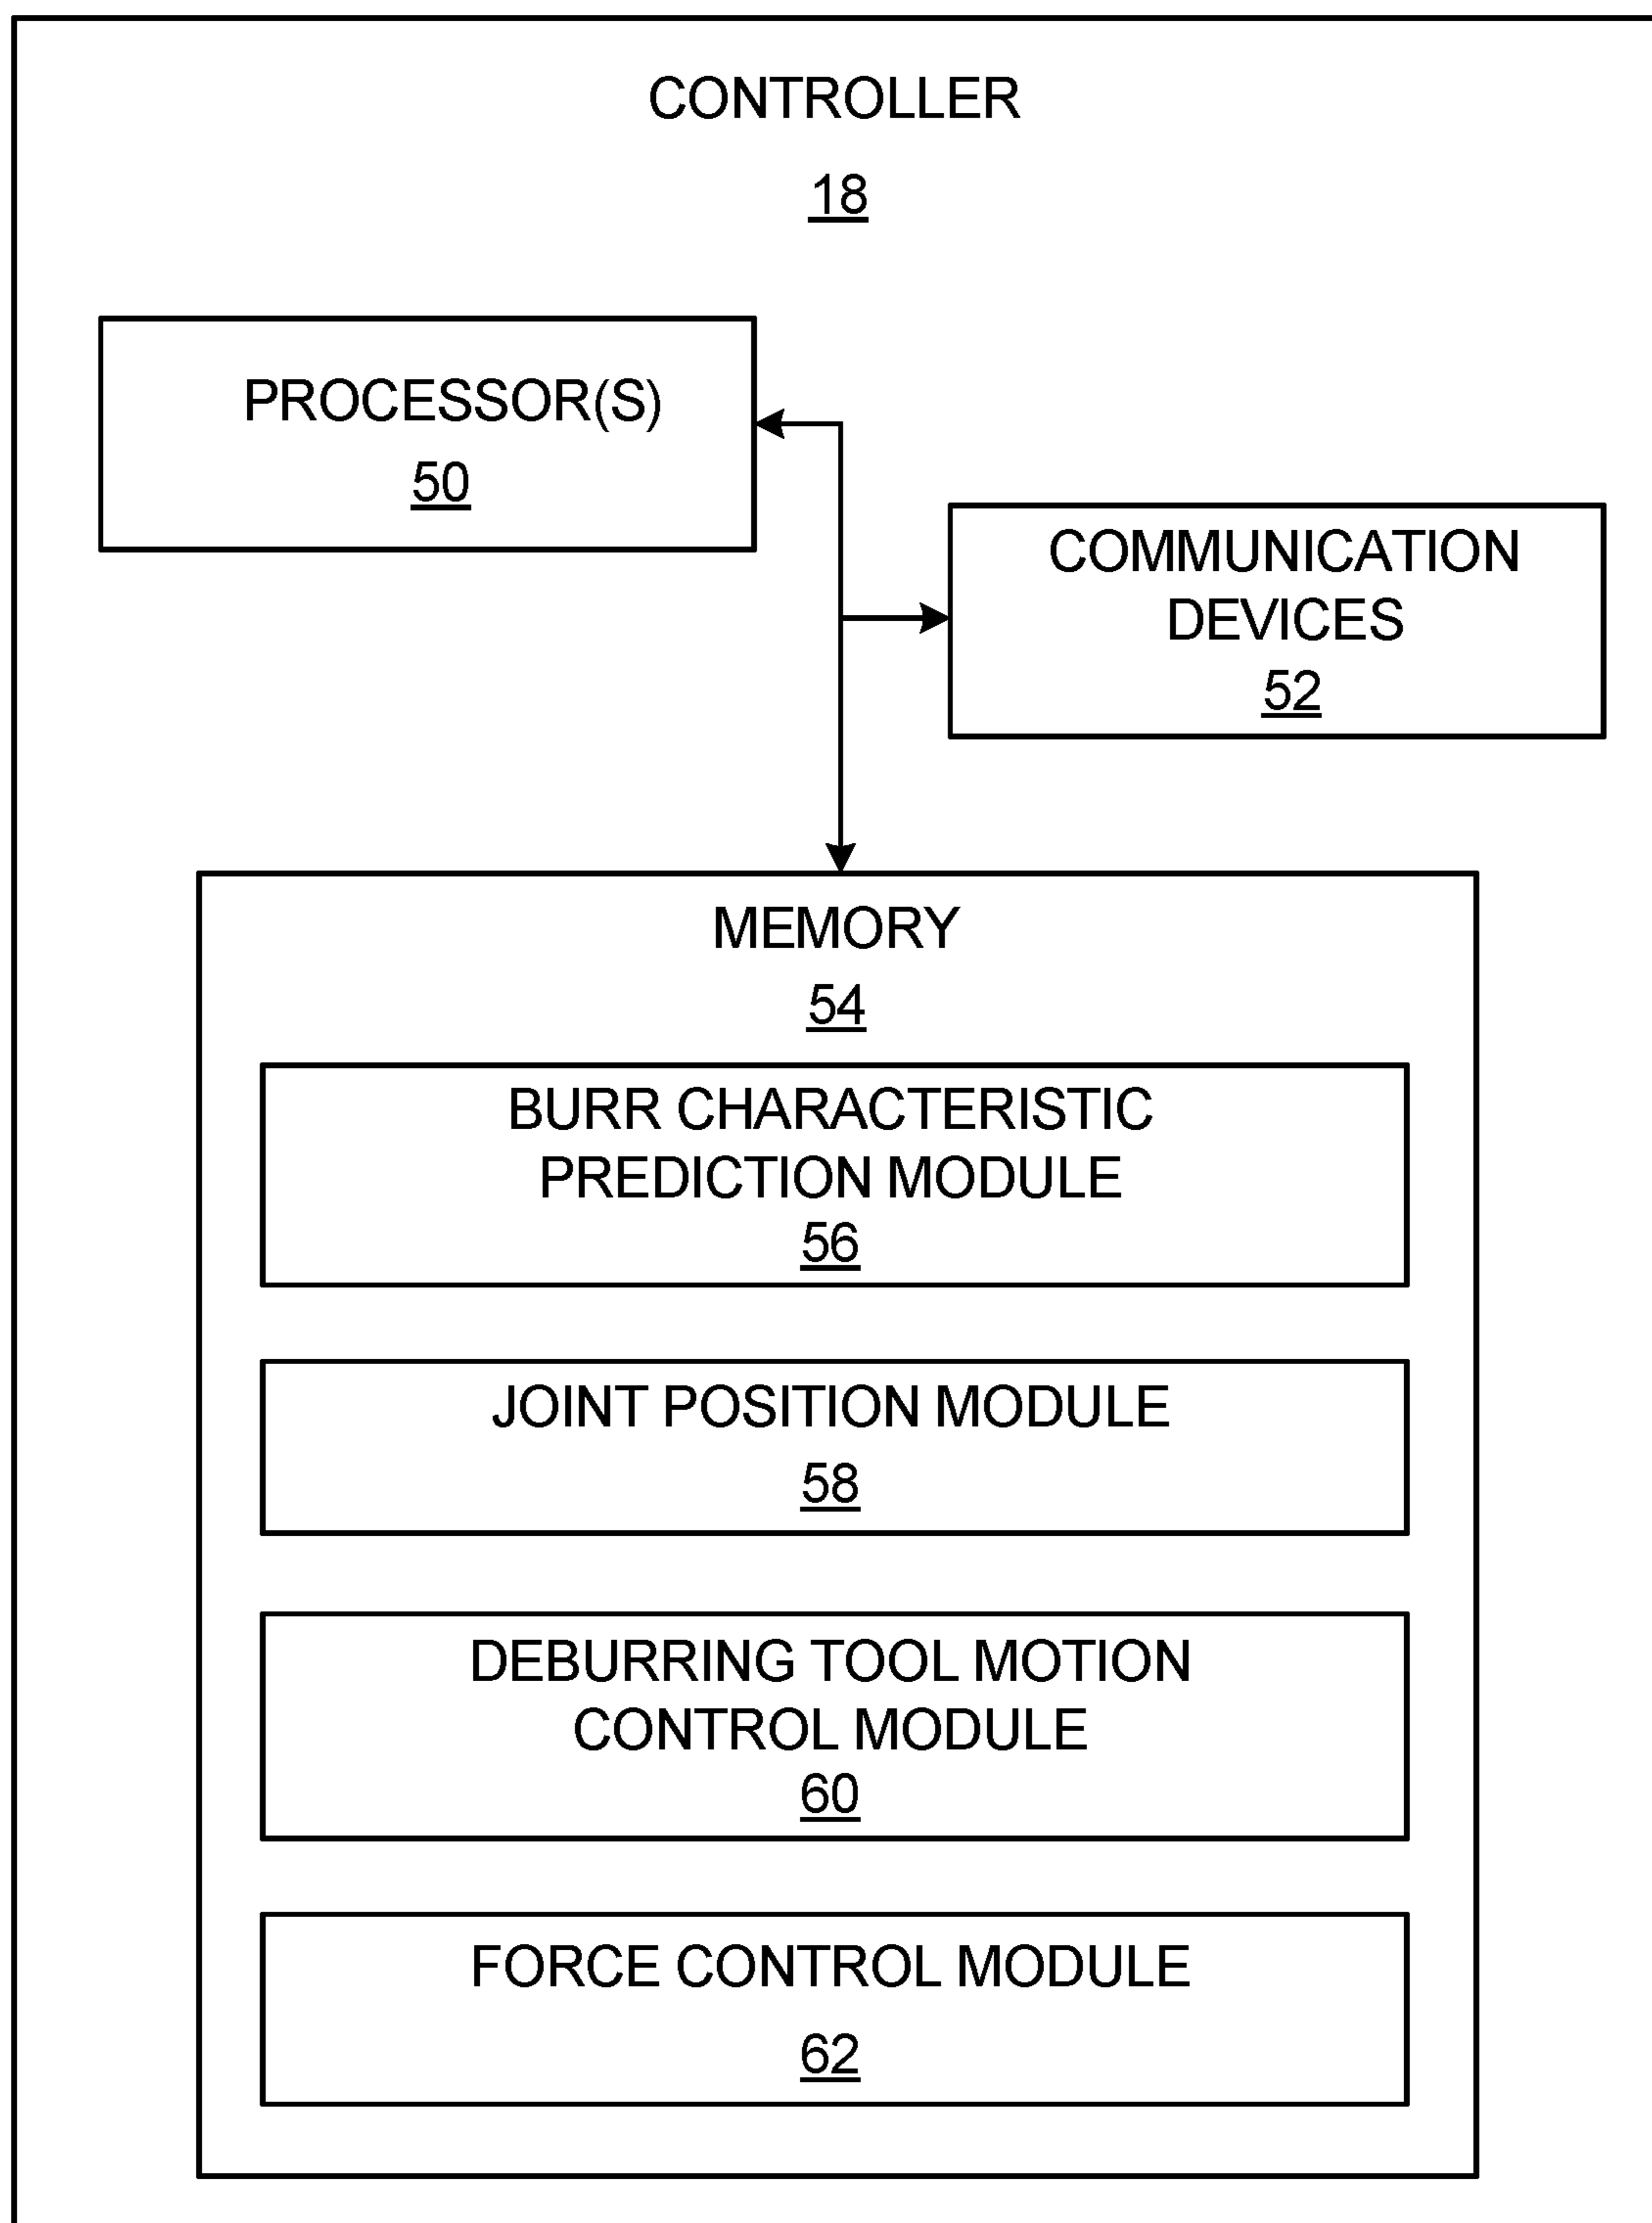 CONTROLLER
18
PROCESSOR(S)
50
COMMUNICATION
DEVICES
52
MEMORY
54
BURR CHARACTERISTIC
PREDICTION MODULE
56
JOINT POSITION MODULE
58
DEBURRING TOOL MOTION
CONTROL MODULE
60
FORCE CONTROL MODULE
62